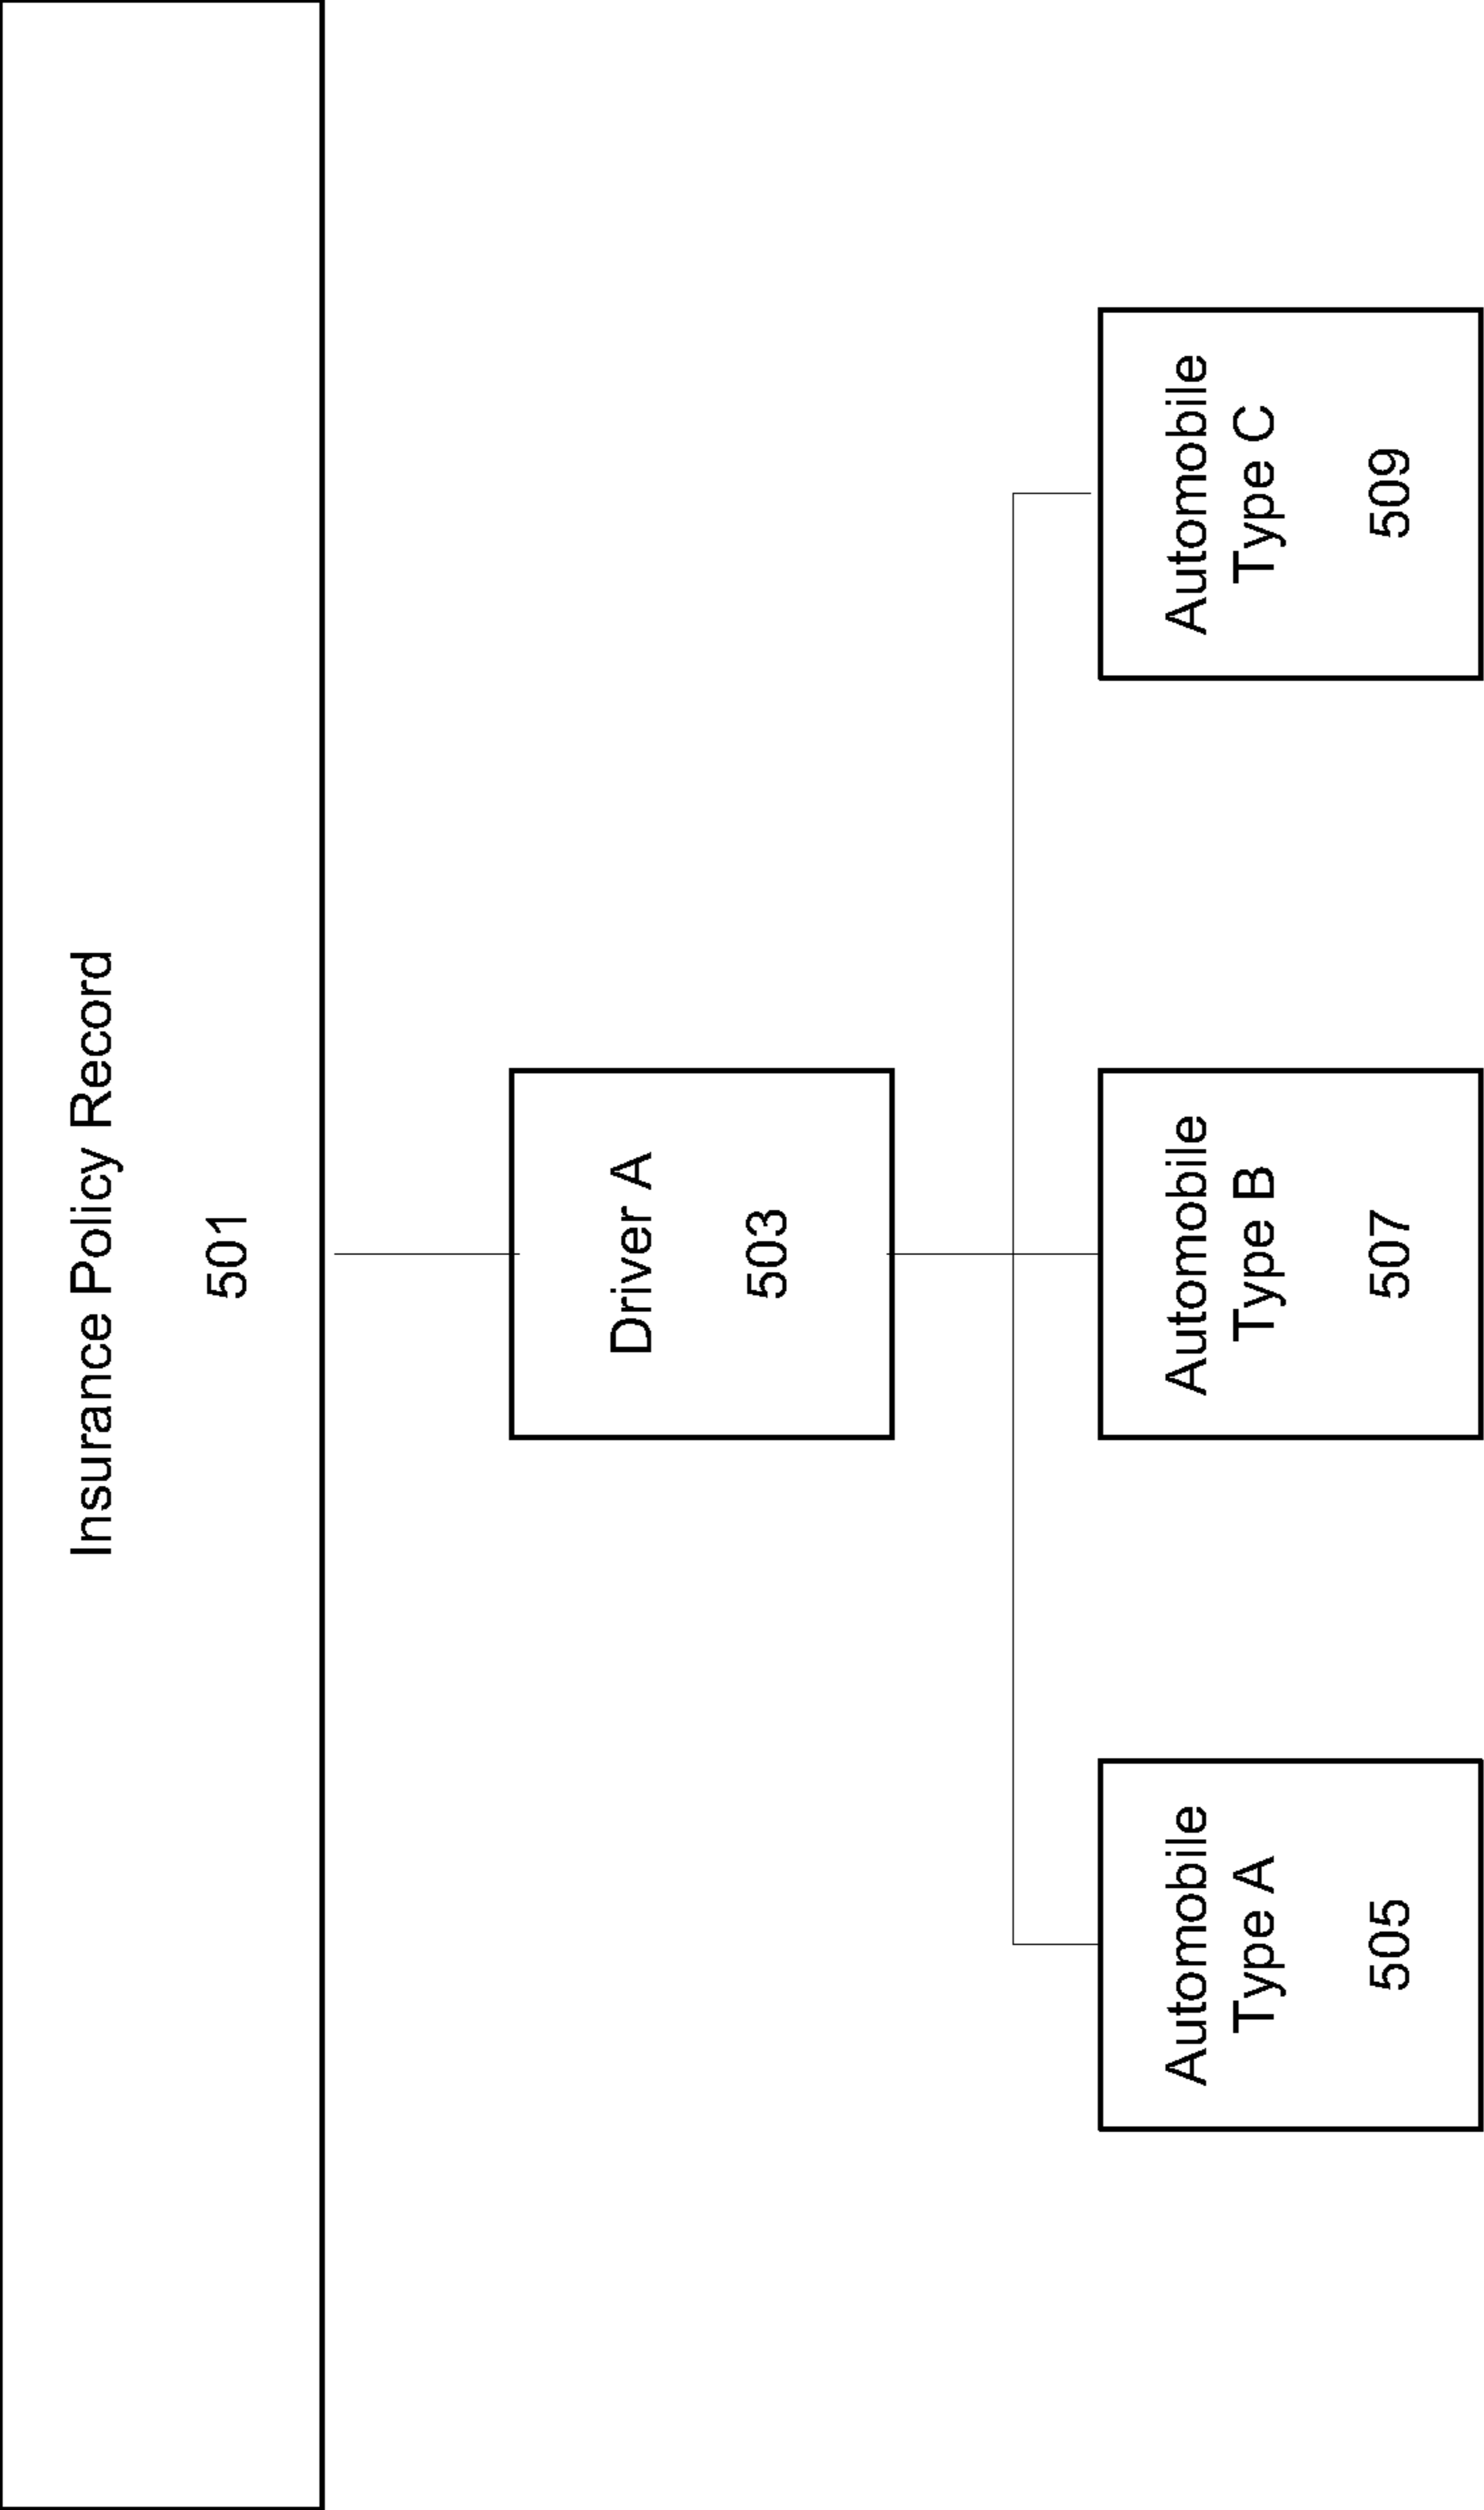 Insurance Policy Record
501
Driver A
503
Automobile
Type A
505
Automobile
Type B
507
Automobile
Type C
509